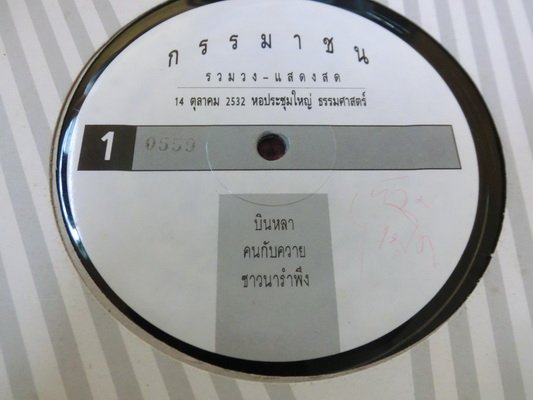 กรรมาชน
รวมวง-แสดงสด
14 ตุลาคม 2532 หอประชุมใหญ่ ธรรมศาสตร์
1 0559
บินหลา
คนกับควาย
ชาวนารำพึง